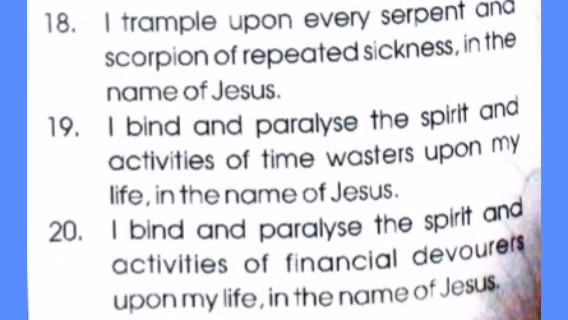 18. I trample upon every serpent and
scorpion of repeated sickness, in the
name of Jesus.
19. I bind and paralyse the spirit and
activities of time wasters upon my
life, in the name of Jesus.
20. I bind and paralyse the spirit and
activities of financial devourers
upon my life, in the name of Jesus.